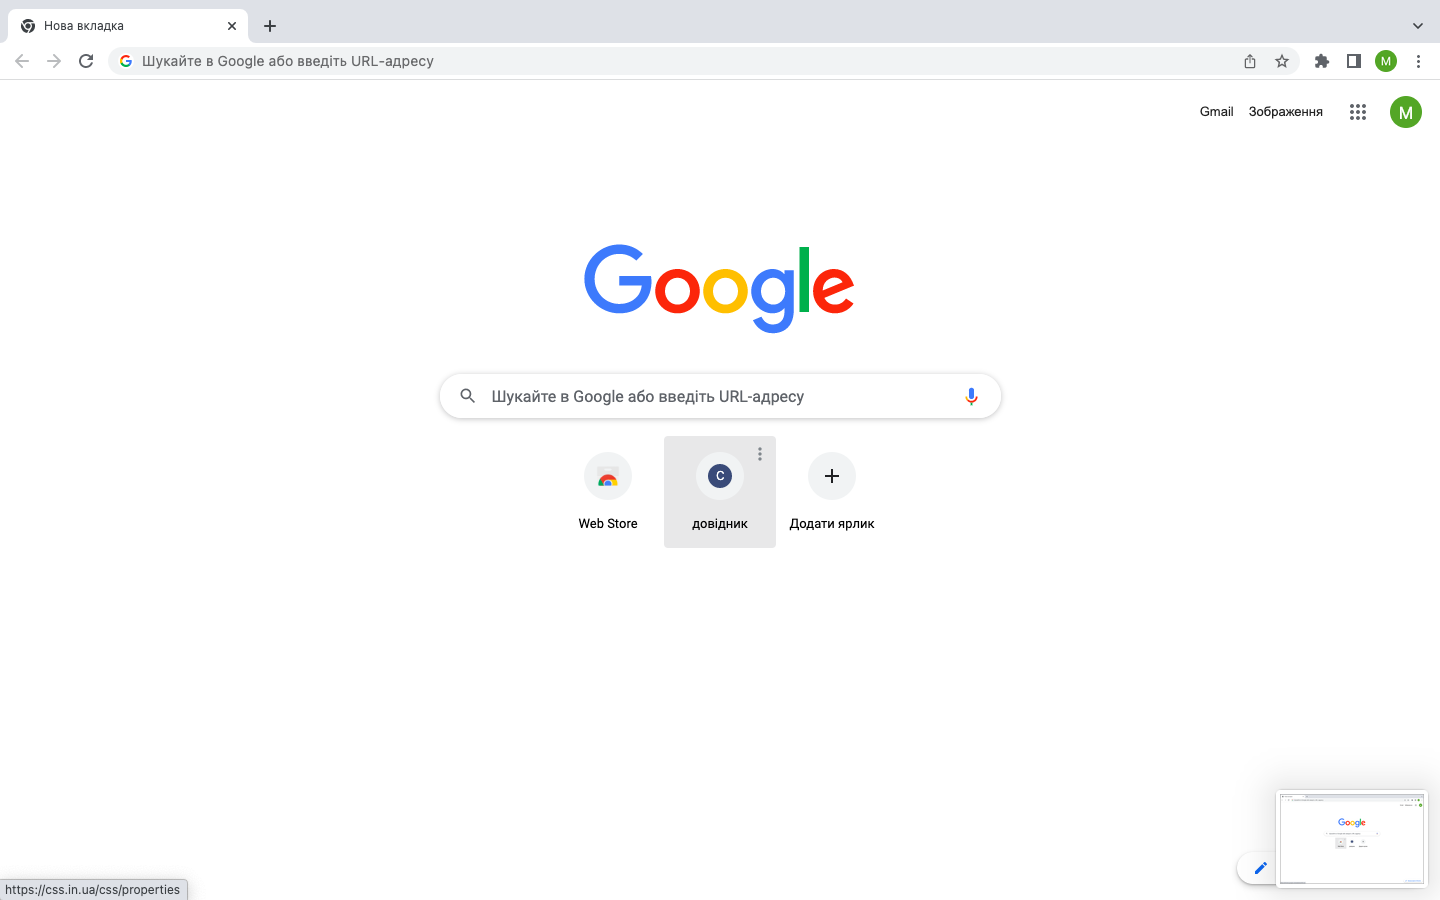 Нова вкладка
Шукайте в Google або введіть URL-адресу
M
Gmail Зображення M
Google
Шукайте в Google або введіть URL-адресу
C
Web Store довідник Додати ярлик
Google
https://css.in.ua/css/properties